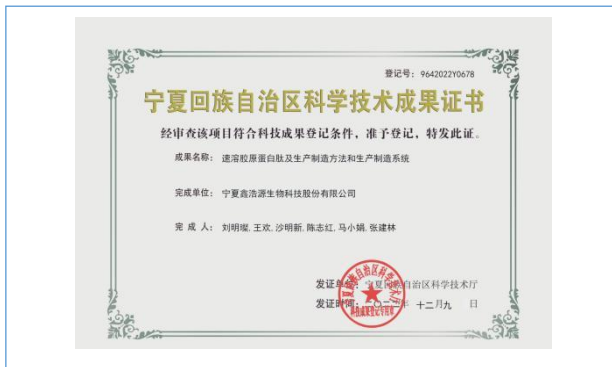 登记号: 9642022Y0678
宁夏回族自治区科学技术成果证书
经审查该项目符合科技成果登记条件，准予登记，特发此证。
成果名称: 速溶胶原蛋白肽及生产制造方法和生产制造系统
完成单位: 宁夏鑫浩源生物科技股份有限公司
完 成 人: 刘明璨, 王欢, 沙明新, 陈志红, 马小娟, 张建林
发证单位: 宁夏回族自治区科学技术厅
发证时间: 二〇二二年 十二月九 日